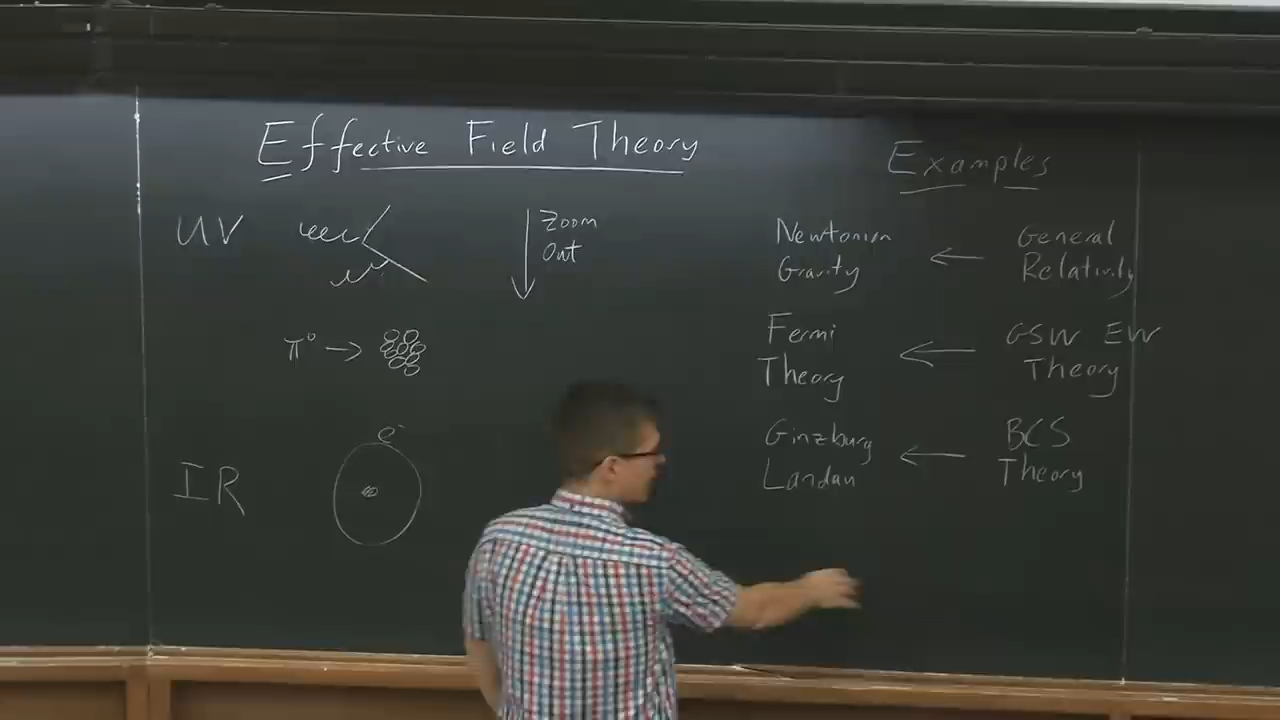 Effective Field Theory
UV
Zoom
Out
π⁰ →
e⁻
IR
Examples
Newtonian
Gravity
←
General
Relativity
Fermi
Theory
←
GSW EW
Theory
Ginzburg
Landau
←
BCS
Theory